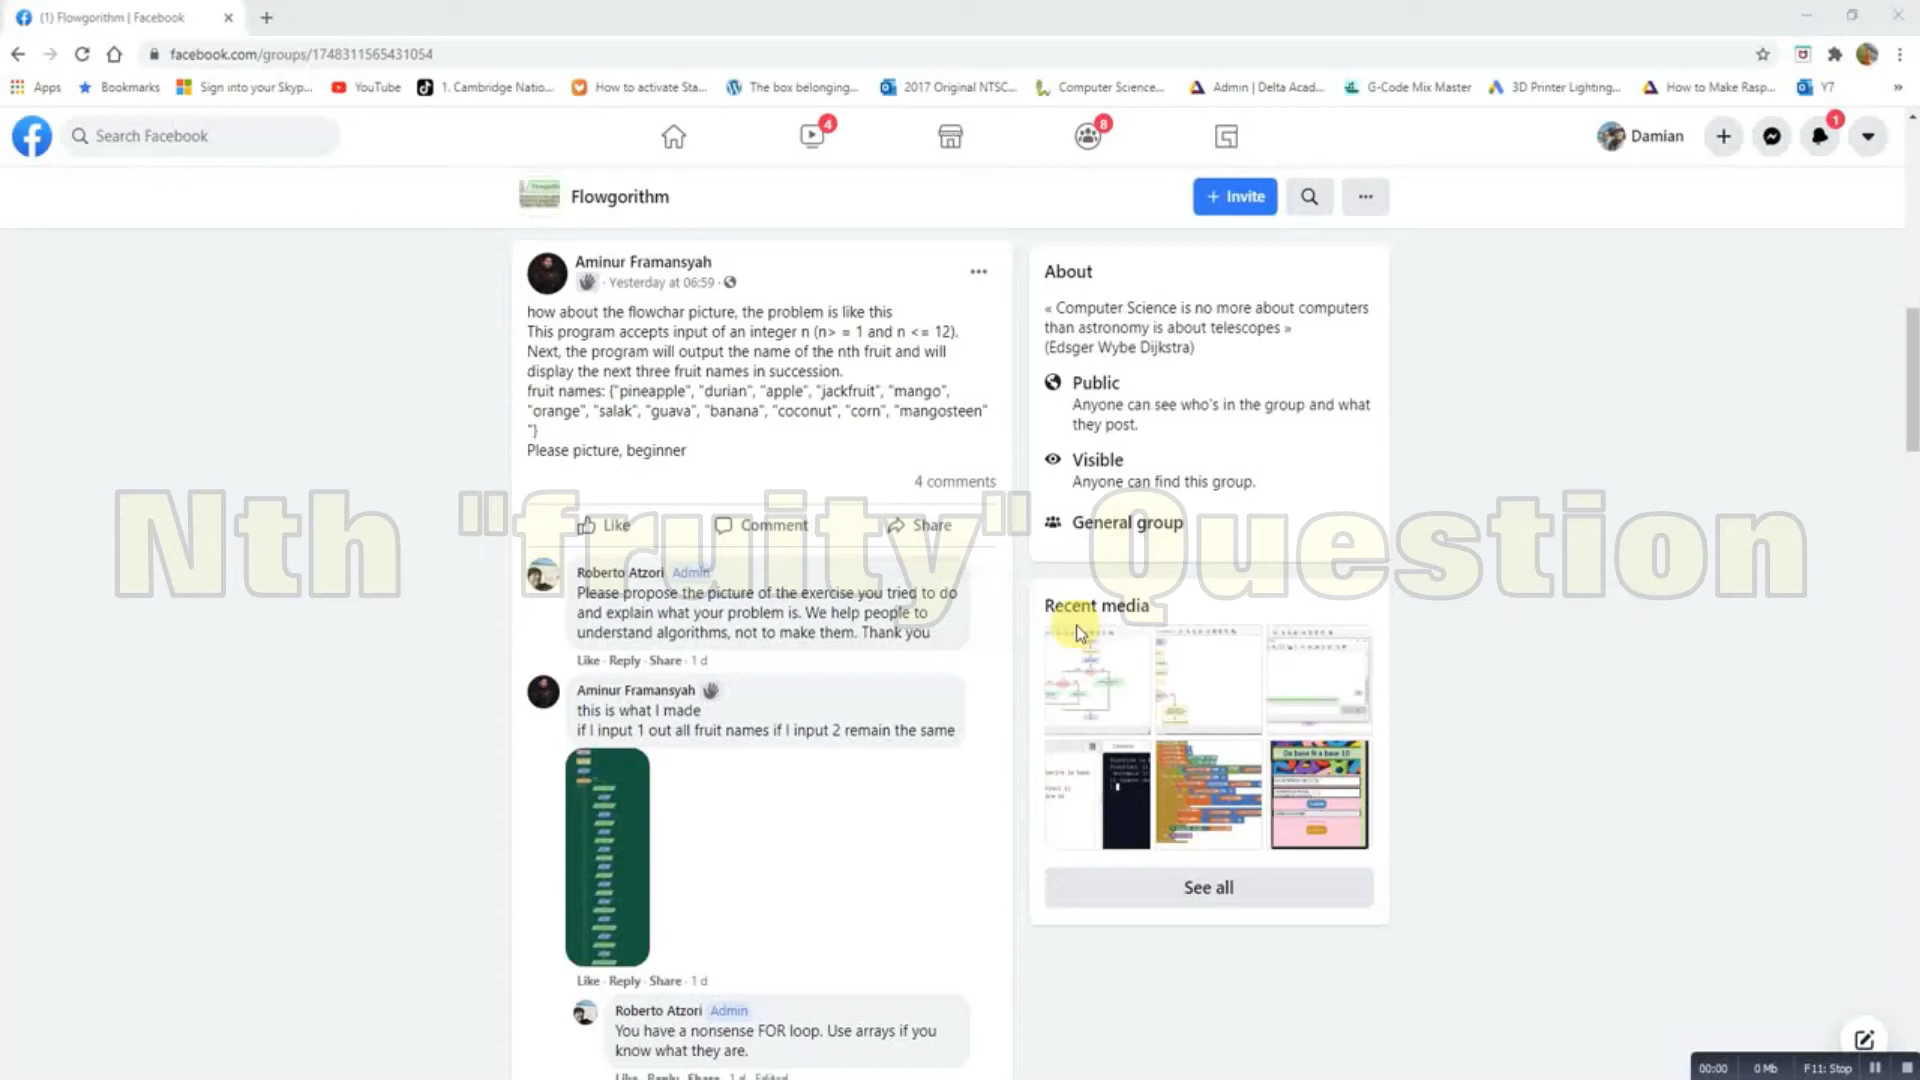 (1) Flowgorithm | Facebook
facebook.com/groups/1748311565431054
Apps Bookmarks Sign into your Skyp... YouTube 1. Cambridge Natio... How to activate Sta... The box belonging... 2017 Original NTSC... Computer Science... Admin | Delta Acad... G-Code Mix Master 3D Printer Lighting... How to Make Rasp... Y7 »
Search Facebook
4
8
Damian
1
Flowgorithm
+ Invite
Aminur Framansyah
Yesterday at 06:59 ·
how about the flowchar picture, the problem is like this
This program accepts input of an integer n (n> = 1 and n <= 12).
Next, the program will output the name of the nth fruit and will
display the next three fruit names in succession.
fruit names: {"pineapple", "durian", "apple", "jackfruit", "mango",
"orange", "salak", "guava", "banana", "coconut", "corn", "mangosteen"
"}
Please picture, beginner
4 comments
Like Comment Share
Nth "fruity" Question
Roberto Atzori Admin
Please propose the picture of the exercise you tried to do
and explain what your problem is. We help people to
understand algorithms, not to make them. Thank you
Like · Reply · Share · 1 d
Aminur Framansyah
this is what I made
if I input 1 out all fruit names if I input 2 remain the same
Like · Reply · Share · 1 d
Roberto Atzori Admin
You have a nonsense FOR loop. Use arrays if you
know what they are.
Like · Reply · Share · 1 d · Edited
About
« Computer Science is no more about computers
than astronomy is about telescopes »
(Edsger Wybe Dijkstra)
Public
Anyone can see who's in the group and what
they post.
Visible
Anyone can find this group.
General group
Recent media
See all
00:00 0 Mb F11: Stop